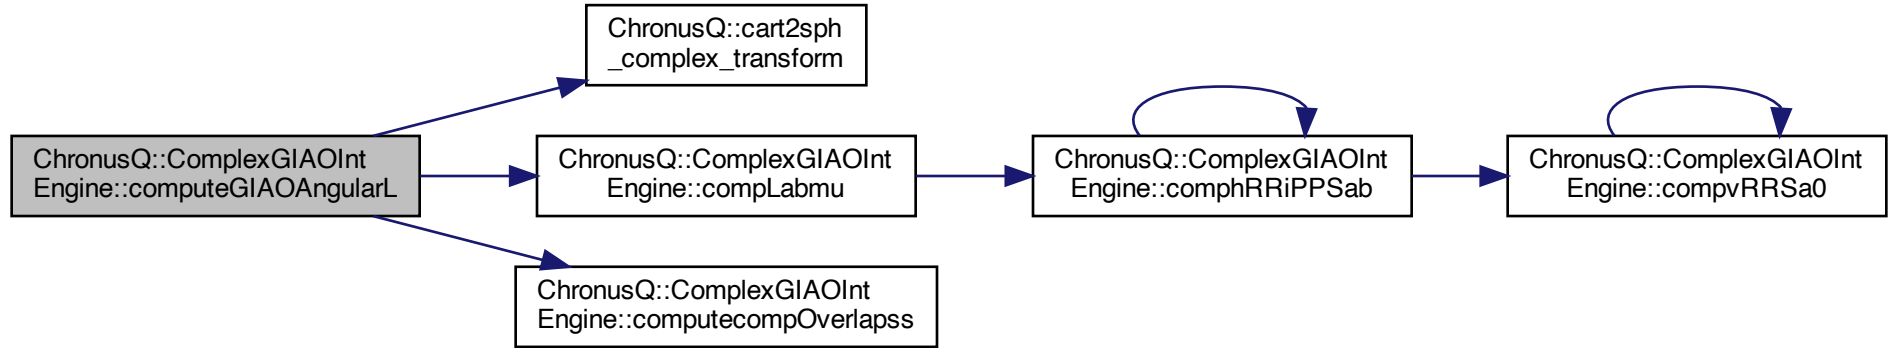 ChronusQ::cart2sph
_complex_transform
ChronusQ::ComplexGIAOInt
Engine::computeGIAOAngularL
ChronusQ::ComplexGIAOInt
Engine::compLabmu
ChronusQ::ComplexGIAOInt
Engine::comphRRiPPSab
ChronusQ::ComplexGIAOInt
Engine::compvRRSa0
ChronusQ::ComplexGIAOInt
Engine::computecompOverlapss